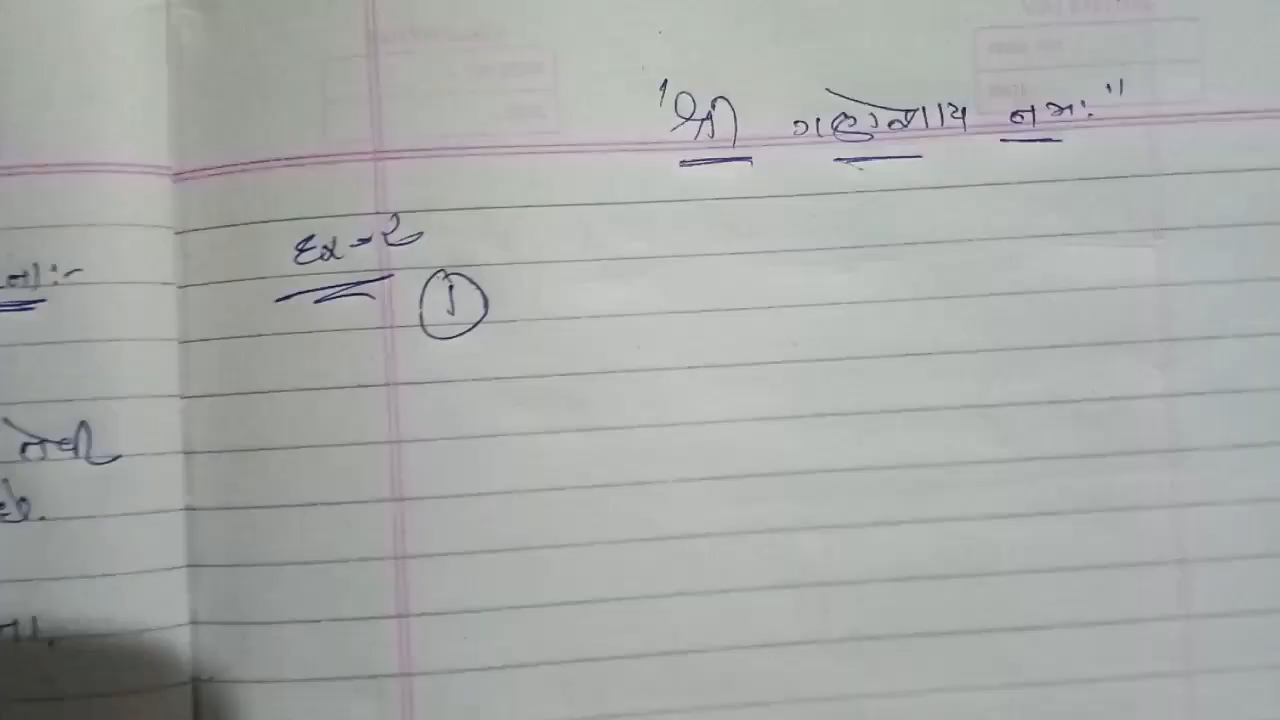 "શ્રી ગણેશાય નમઃ"
Ex-2
①
ના:-
તેવી
છે.
ના.